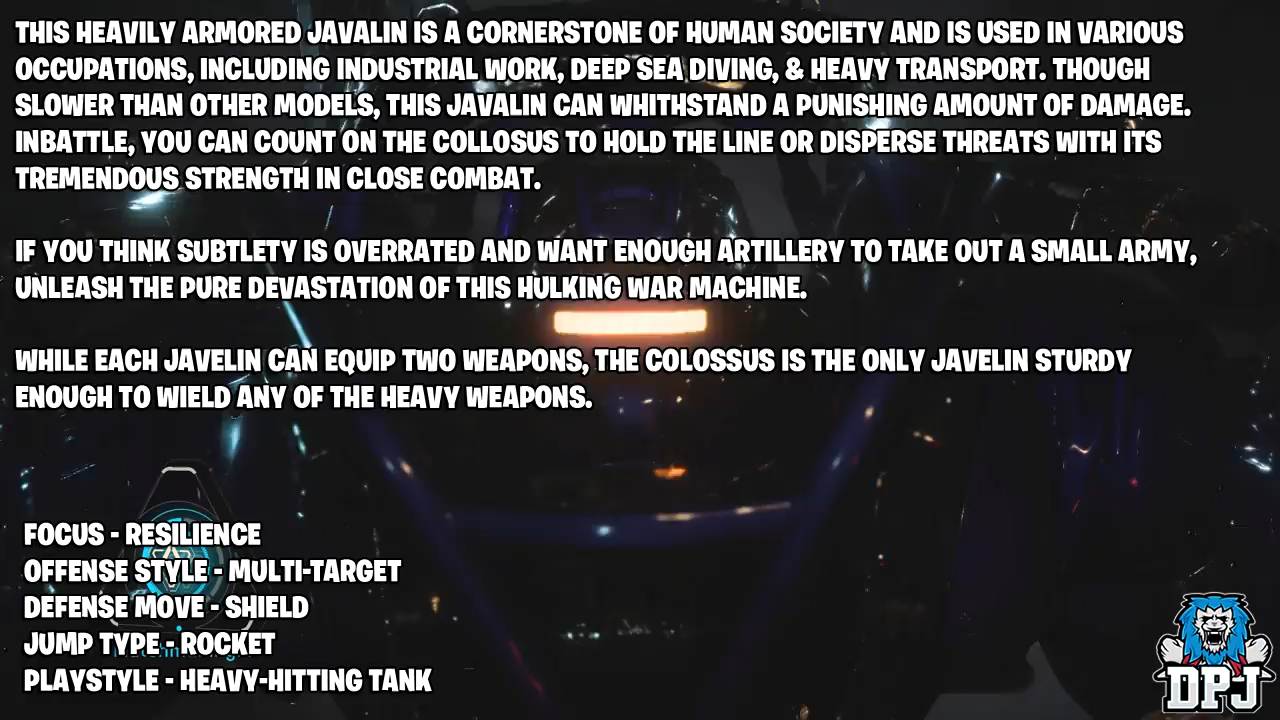 THIS HEAVILY ARMORED JAVALIN IS A CORNERSTONE OF HUMAN SOCIETY AND IS USED IN VARIOUS
OCCUPATIONS, INCLUDING INDUSTRIAL WORK, DEEP SEA DIVING, & HEAVY TRANSPORT. THOUGH
SLOWER THAN OTHER MODELS, THIS JAVALIN CAN WHITHSTAND A PUNISHING AMOUNT OF DAMAGE.
INBATTLE, YOU CAN COUNT ON THE COLLOSUS TO HOLD THE LINE OR DISPERSE THREATS WITH ITS
TREMENDOUS STRENGTH IN CLOSE COMBAT.
IF YOU THINK SUBTLETY IS OVERRATED AND WANT ENOUGH ARTILLERY TO TAKE OUT A SMALL ARMY,
UNLEASH THE PURE DEVASTATION OF THIS HULKING WAR MACHINE.
WHILE EACH JAVELIN CAN EQUIP TWO WEAPONS, THE COLOSSUS IS THE ONLY JAVELIN STURDY
ENOUGH TO WIELD ANY OF THE HEAVY WEAPONS.
FOCUS - RESILIENCE
OFFENSE STYLE - MULTI-TARGET
DEFENSE MOVE - SHIELD
JUMP TYPE - ROCKET
PLAYSTYLE - HEAVY-HITTING TANK
DPJ